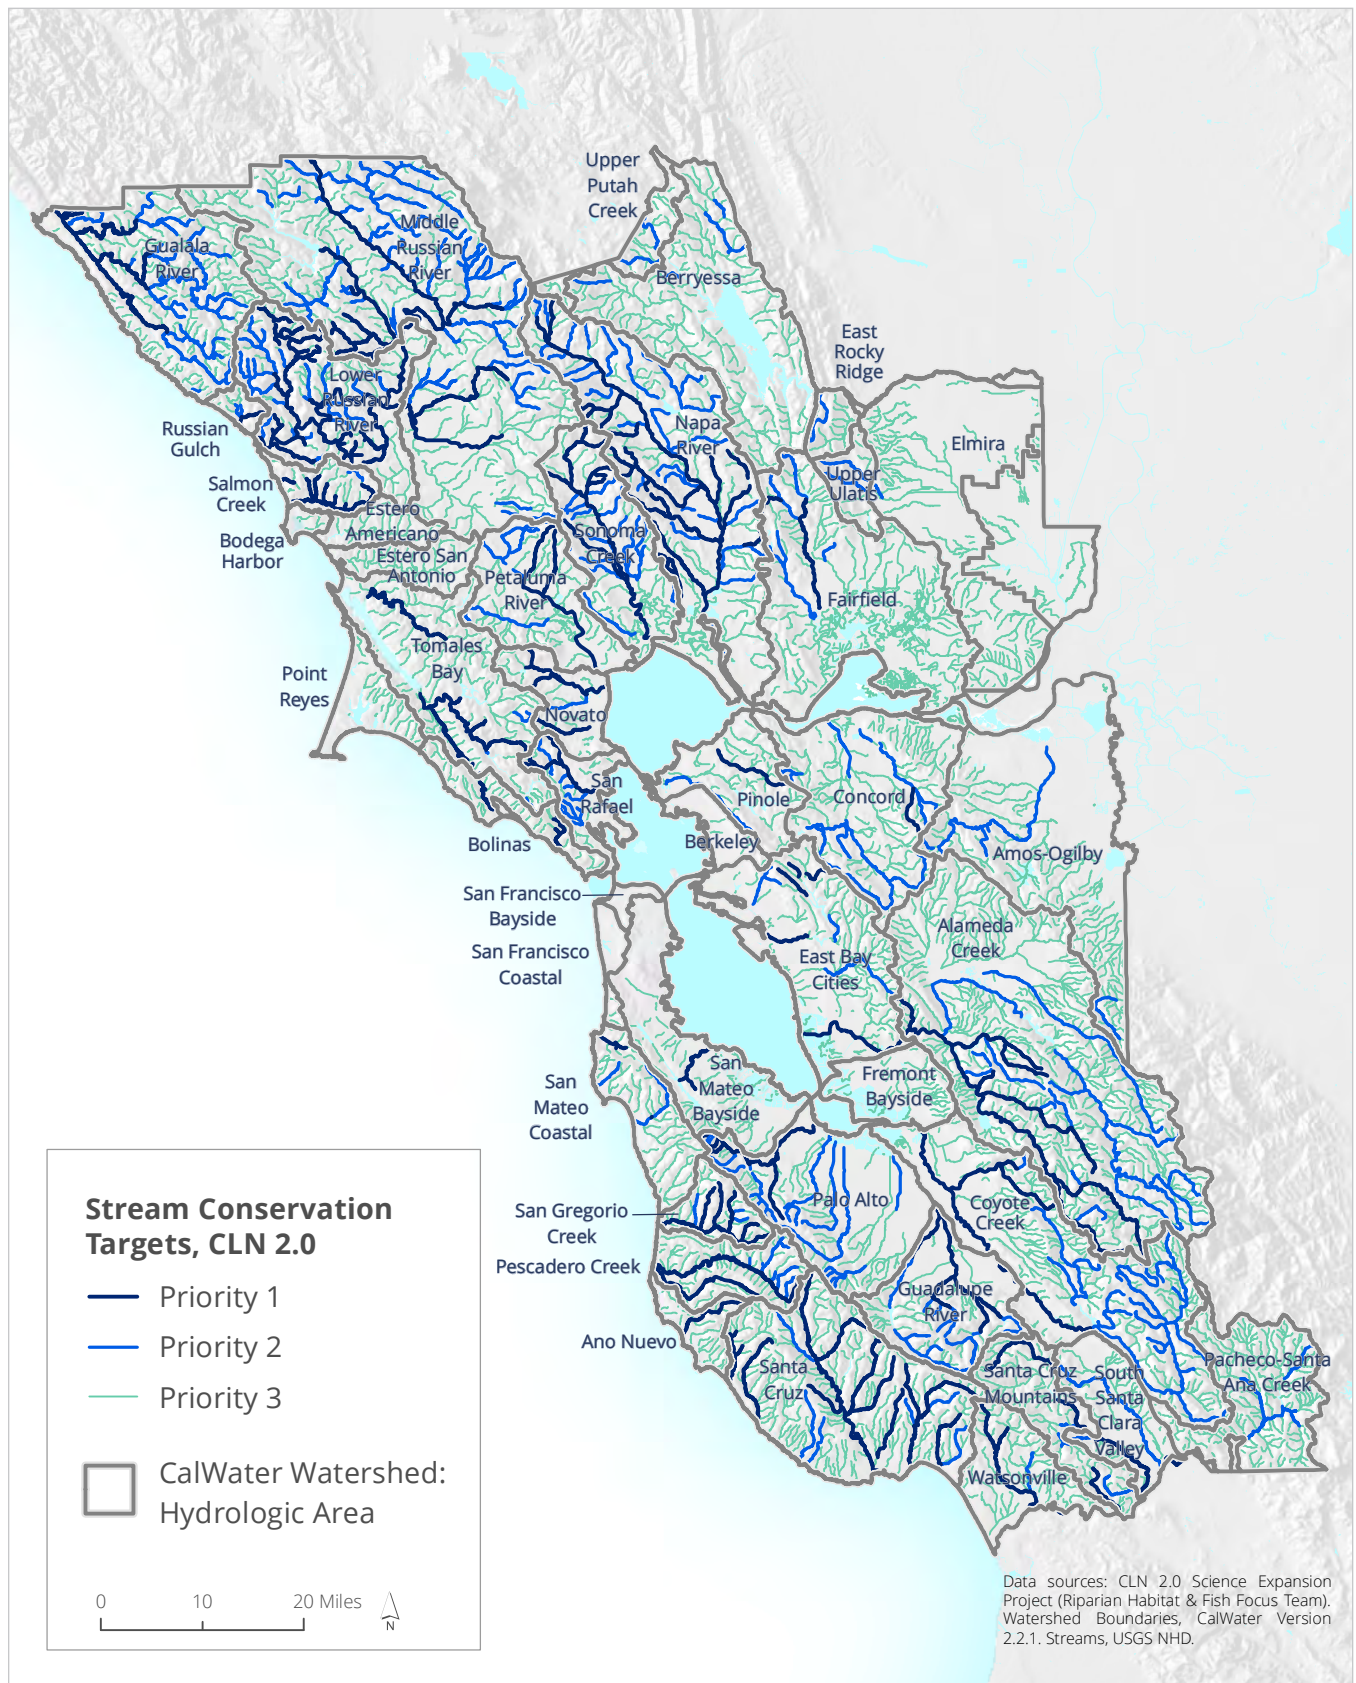 Upper
Putah
Creek
Middle
Russian
River
Gualala
River
Berryessa
East
Rocky
Ridge
Lower
Russian
River
Napa
River
Russian
Gulch
Elmira
Upper
Ulatis
Salmon
Creek
Estero
Americano
Bodega
Harbor
Sonoma
Creek
Estero San
Antonio
Petaluma
River
Fairfield
Tomales
Bay
Point
Reyes
Novato
San
Rafael
Pinole
Concord
Bolinas
Berkeley
Amos-Ogilby
San Francisco
Bayside
Alameda
Creek
San Francisco
Coastal
East Bay
Cities
San
Mateo
Bayside
Fremont
Bayside
San
Mateo
Coastal
Palo Alto
Coyote
Creek
San Gregorio
Creek
Pescadero Creek
Guadalupe
River
Ano Nuevo
Santa
Cruz
Santa Cruz
Mountains
South
Santa
Clara
Valley
Pacheco-Santa
Ana Creek
Watsonville
Stream Conservation
Targets, CLN 2.0
Priority 1
Priority 2
Priority 3
CalWater Watershed:
Hydrologic Area
0 10 20 Miles
N
Data sources: CLN 2.0 Science Expansion
Project (Riparian Habitat & Fish Focus Team).
Watershed Boundaries, CalWater Version
2.2.1. Streams, USGS NHD.